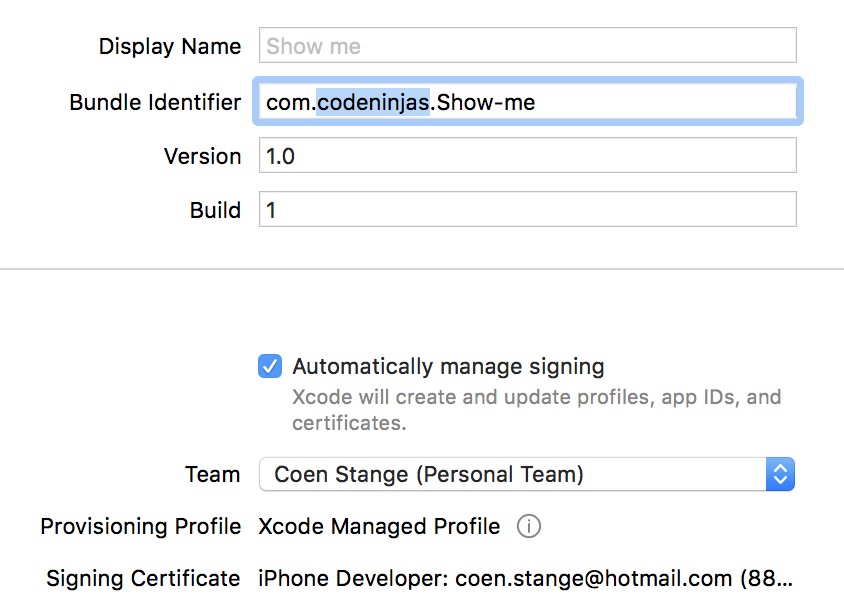 Display Name Show me
Bundle Identifier com.codeninjas.Show-me
Version 1.0
Build 1
Automatically manage signing
Xcode will create and update profiles, app IDs, and
certificates.
Team Coen Stange (Personal Team)
Provisioning Profile Xcode Managed Profile
Signing Certificate iPhone Developer: coen.stange@hotmail.com (88...